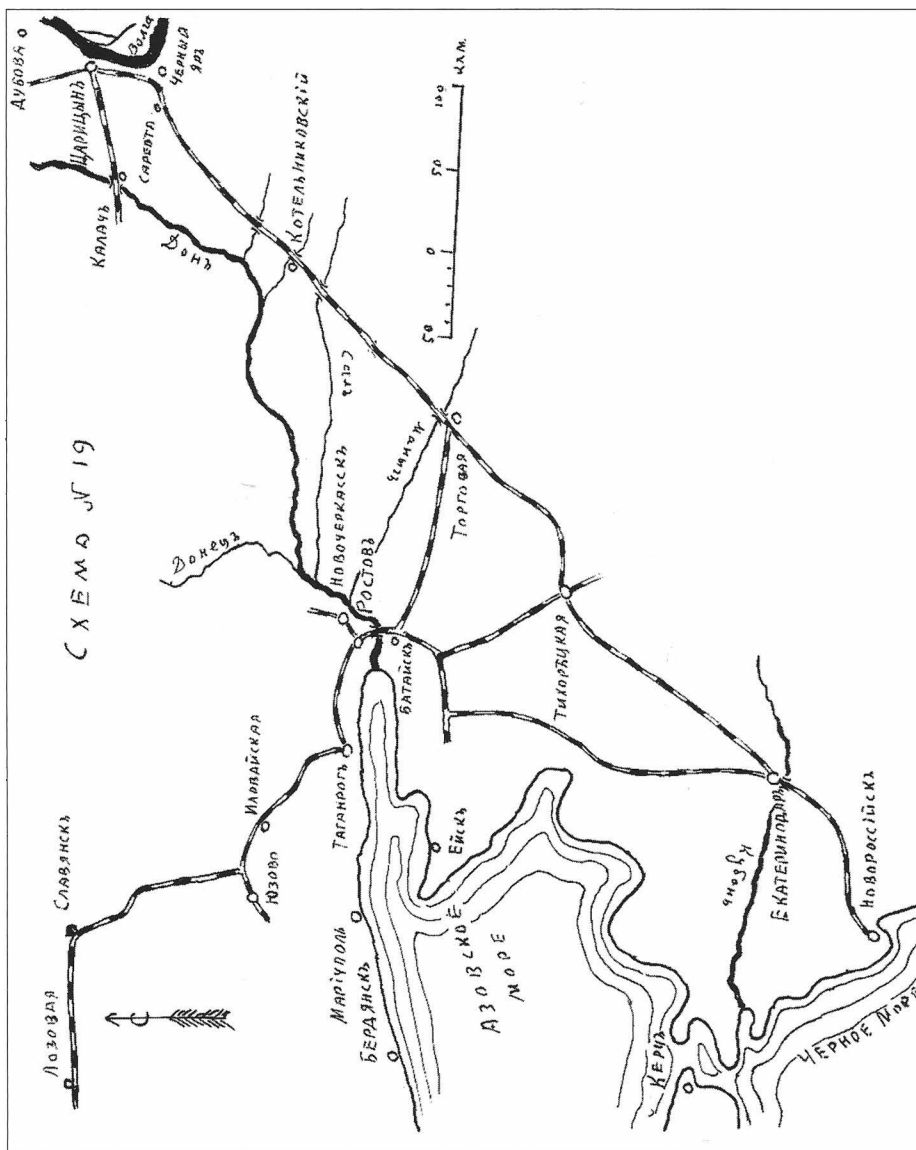 СХЕМА № 19
Лозовая
Славянскъ
С
Юзово
Иловайская
Маріуполь
Бердянскъ
Таганрогъ
Донецъ
Новочеркасскъ
Ростовъ
Батайскъ
Ейскъ
АЗОВСКОЕ
МОРЕ
Керчь
ЧЕРНОЕ МОРЕ
Новороссійскъ
Екатеринодаръ
Кубань
Тихорѣцкая
Торговая
Манычъ
Салъ
Донъ
Котельниковскій
Калачъ
Царицынъ
Сарепта
Дубовка
Волга
Черный
Яръ
50 0 50 100 клм.